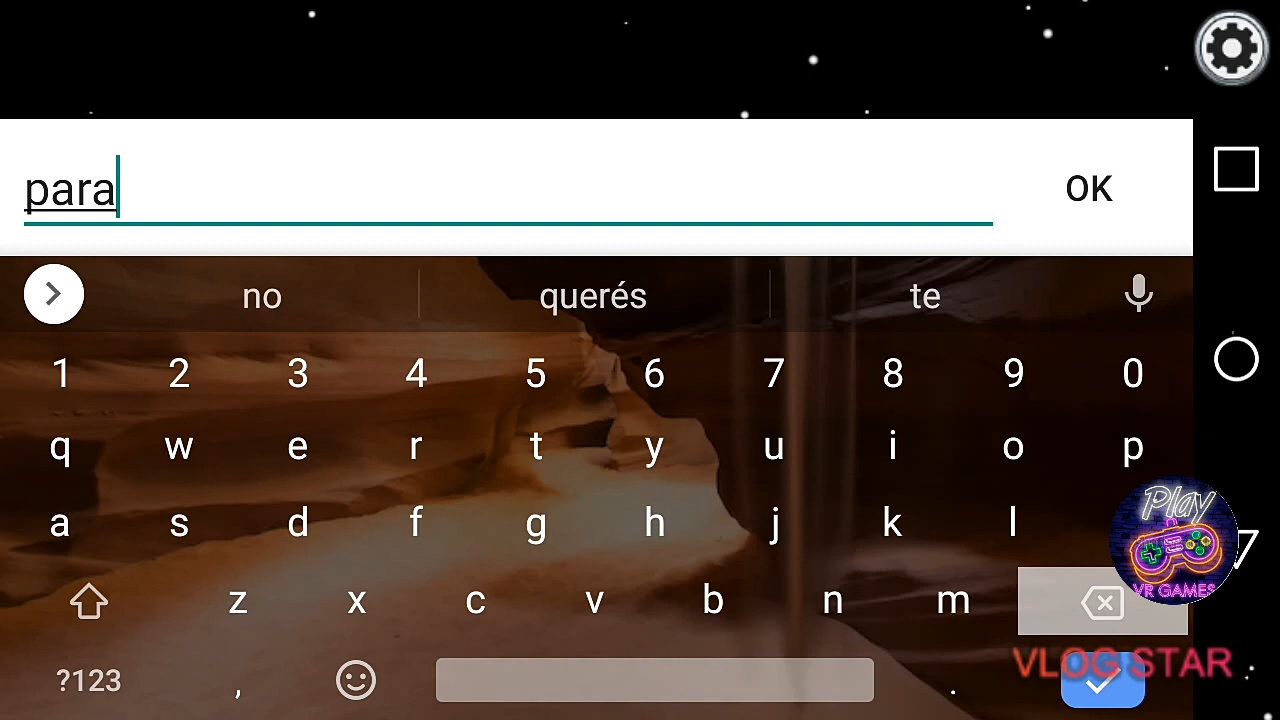 para
OK
no querés te
1 2 3 4 5 6 7 8 9 0
q w e r t y u i o p
a s d f g h j k l
Play
VR GAMES
z x c v b n m
VLOG STAR
?123 , .